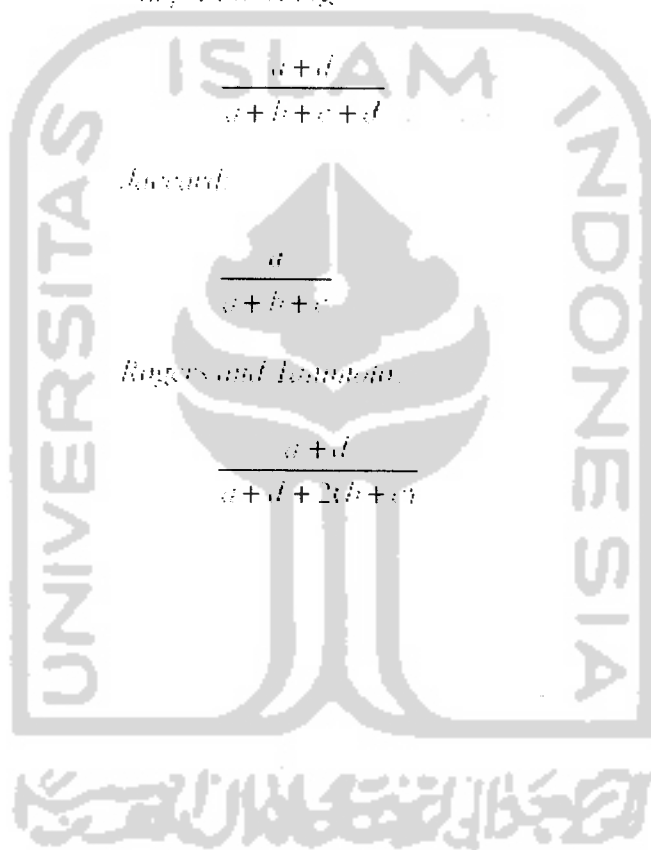 a+d
a+b+c+d
Jaccard:
a
a+b+c
Rogers and Tanimoto:
a+d
a+d+2(b+c)
UNIVERSITAS
ISLAM
INDONESIA